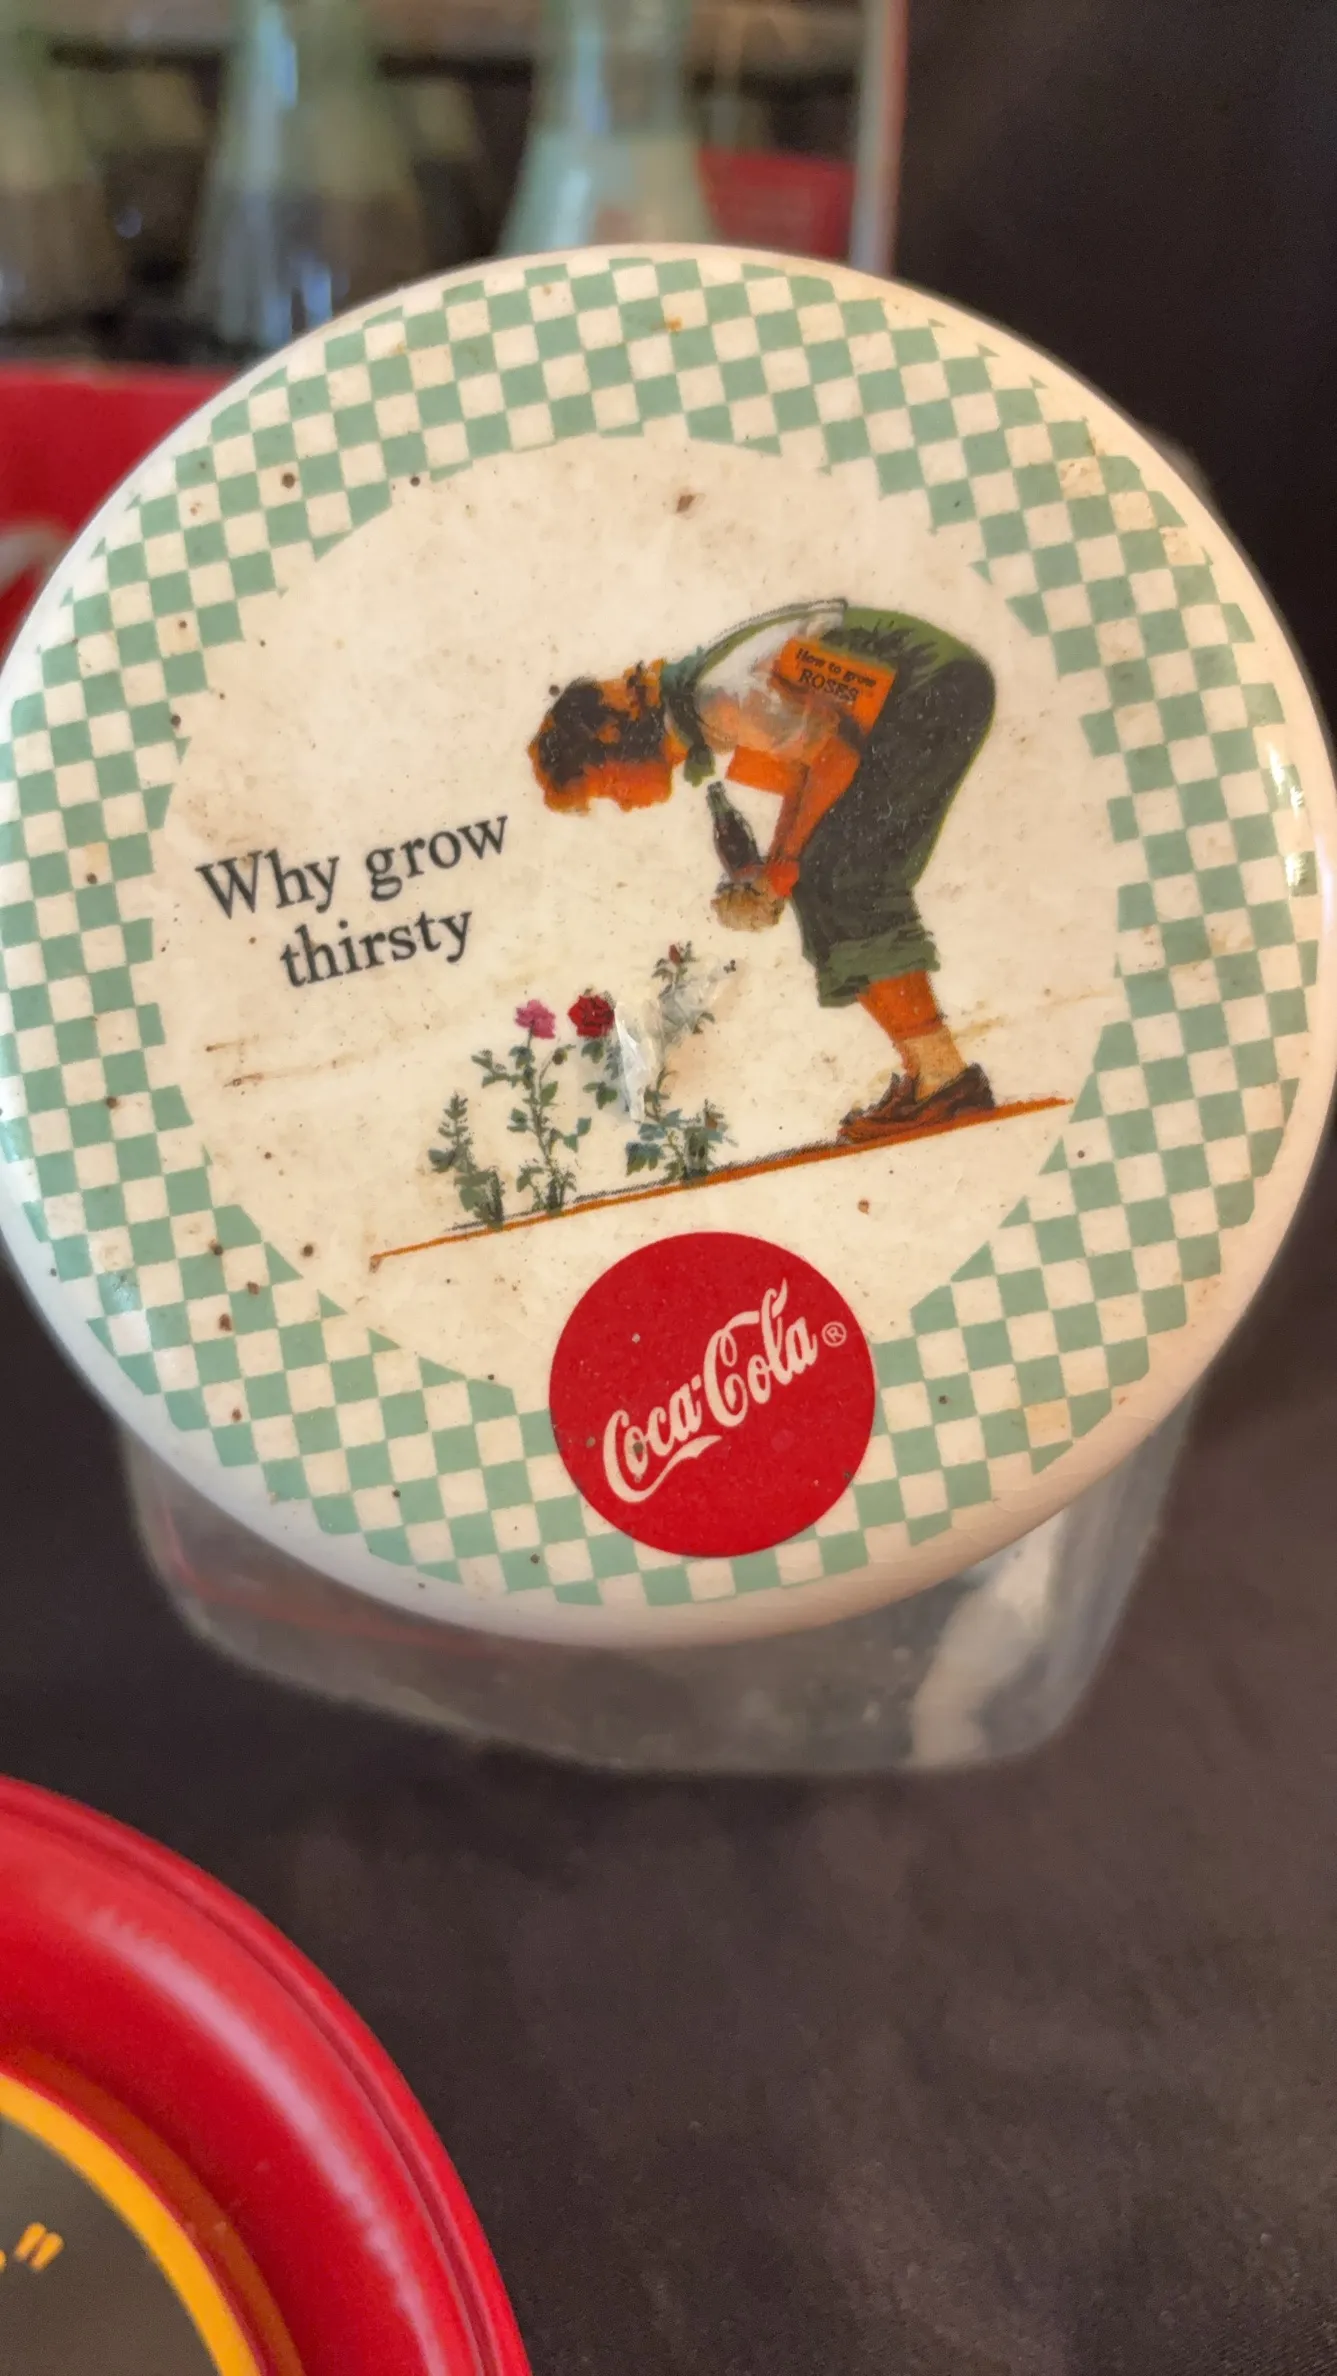 How to grow
ROSES
Why grow
thirsty
Coca-Cola®
"